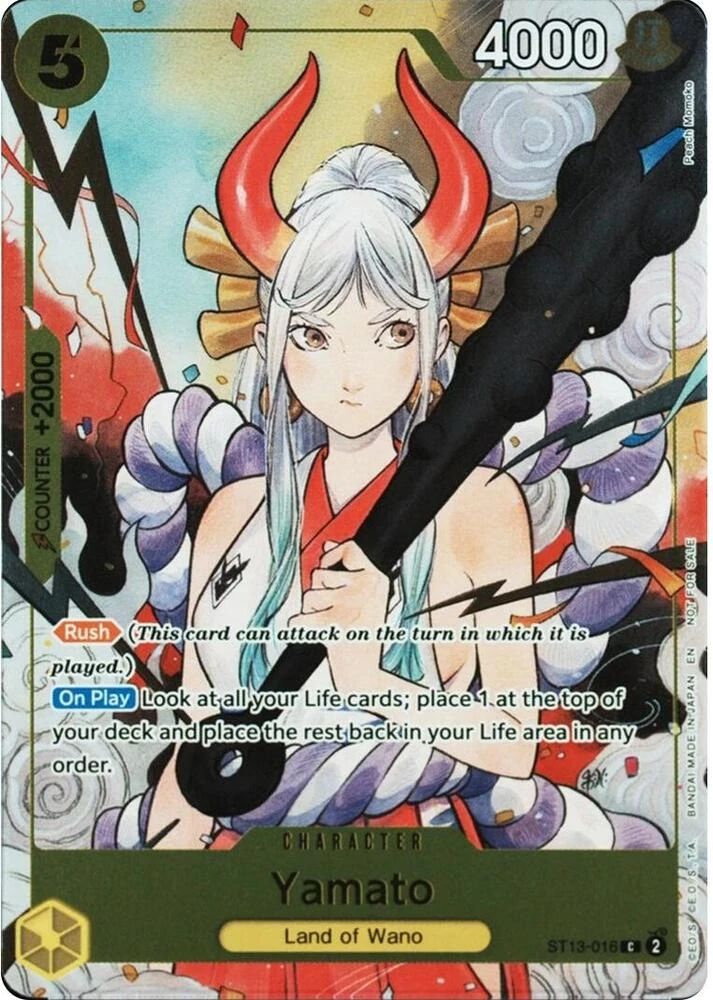 5
4000
Peach Momoko
COUNTER +2000
Rush (This card can attack on the turn in which it is
played.)
On Play Look at all your Life cards; place 1 at the top of
your deck and place the rest back in your Life area in any
order.
CHARACTER
Yamato
Land of Wano
ST13-016 C 2
©E.O/S. ©E.O./S., T.A. BANDAI MADE IN JAPAN EN NOT FOR SALE